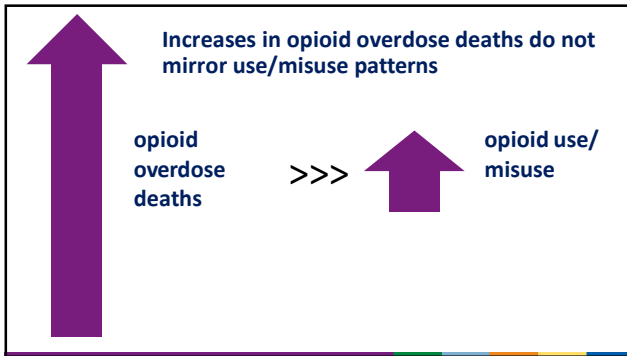 Increases in opioid overdose deaths do not
mirror use/misuse patterns
opioid
overdose
deaths
>>>
opioid use/
misuse